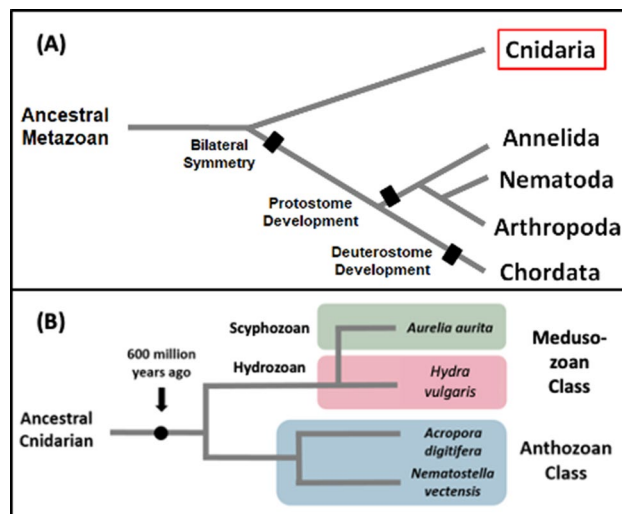 (A)
Cnidaria
Ancestral
Metazoan
Bilateral
Symmetry
Annelida
Nematoda
Protostome
Development
Arthropoda
Deuterostome
Development
Chordata
(B)
Scyphozoan
Aurelia aurita
Meduso-
zoan
Class
600 million
years ago
Hydrozoan
Hydra
vulgaris
Ancestral
Cnidarian
Acropora
digitifera
Nematostella
vectensis
Anthozoan
Class